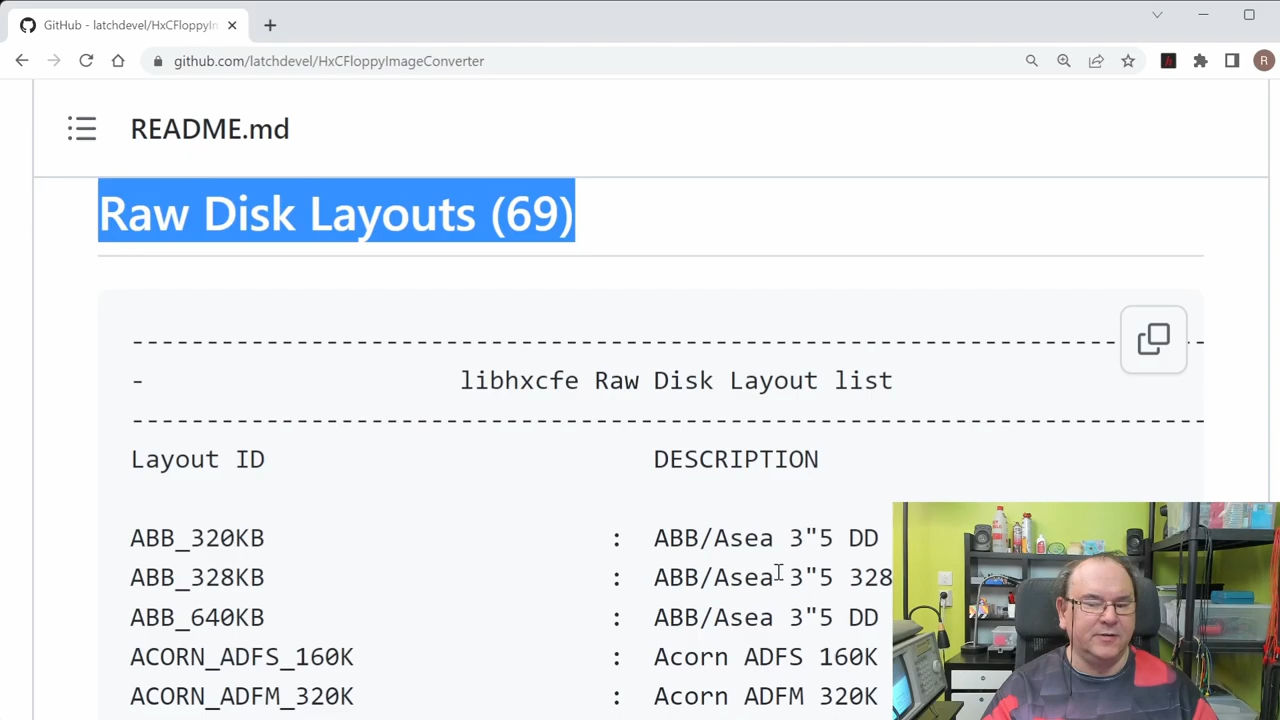 GitHub - latchdevel/HxCFloppyIn
github.com/latchdevel/HxCFloppyImageConverter
R
README.md
Raw Disk Layouts (69)
-----------------------------------------------------------------------
- libhxcfe Raw Disk Layout list
-----------------------------------------------------------------------
Layout ID DESCRIPTION
ABB_320KB : ABB/Asea 3"5 DD
ABB_328KB : ABB/Asea 3"5 328
ABB_640KB : ABB/Asea 3"5 DD
ACORN_ADFS_160K : Acorn ADFS 160K
ACORN_ADFM_320K : Acorn ADFM 320K